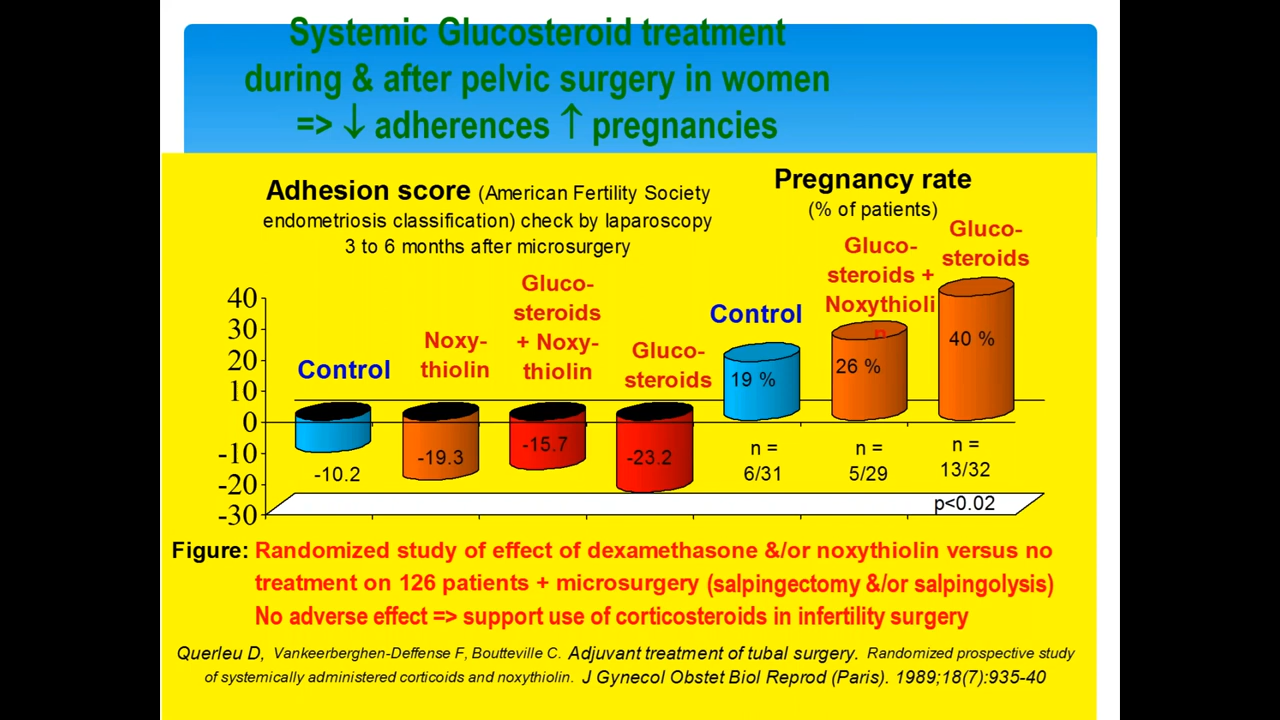 Systemic Glucosteroid treatment
during & after pelvic surgery in women
=> ↓ adherences ↑ pregnancies
Adhesion score (American Fertility Society
endometriosis classification) check by laparoscopy
3 to 6 months after microsurgery
Pregnancy rate
(% of patients)
40
30
20
10
0
-10
-20
-30
Control
-10.2
Noxy-
thiolin
-19.3
Gluco-
steroids
+ Noxy-
thiolin
-15.7
Gluco-
steroids
-23.2
Control
19 %
n =
6/31
Gluco-
steroids +
Noxythioli
n
26 %
n =
5/29
Gluco-
steroids
40 %
n =
13/32
p<0.02
Figure: Randomized study of effect of dexamethasone &/or noxythiolin versus no
treatment on 126 patients + microsurgery (salpingectomy &/or salpingolysis)
No adverse effect => support use of corticosteroids in infertility surgery
Querleu D, Vankeerberghen-Deffense F, Boutteville C. Adjuvant treatment of tubal surgery. Randomized prospective study
of systemically administered corticoids and noxythiolin. J Gynecol Obstet Biol Reprod (Paris). 1989;18(7):935-40